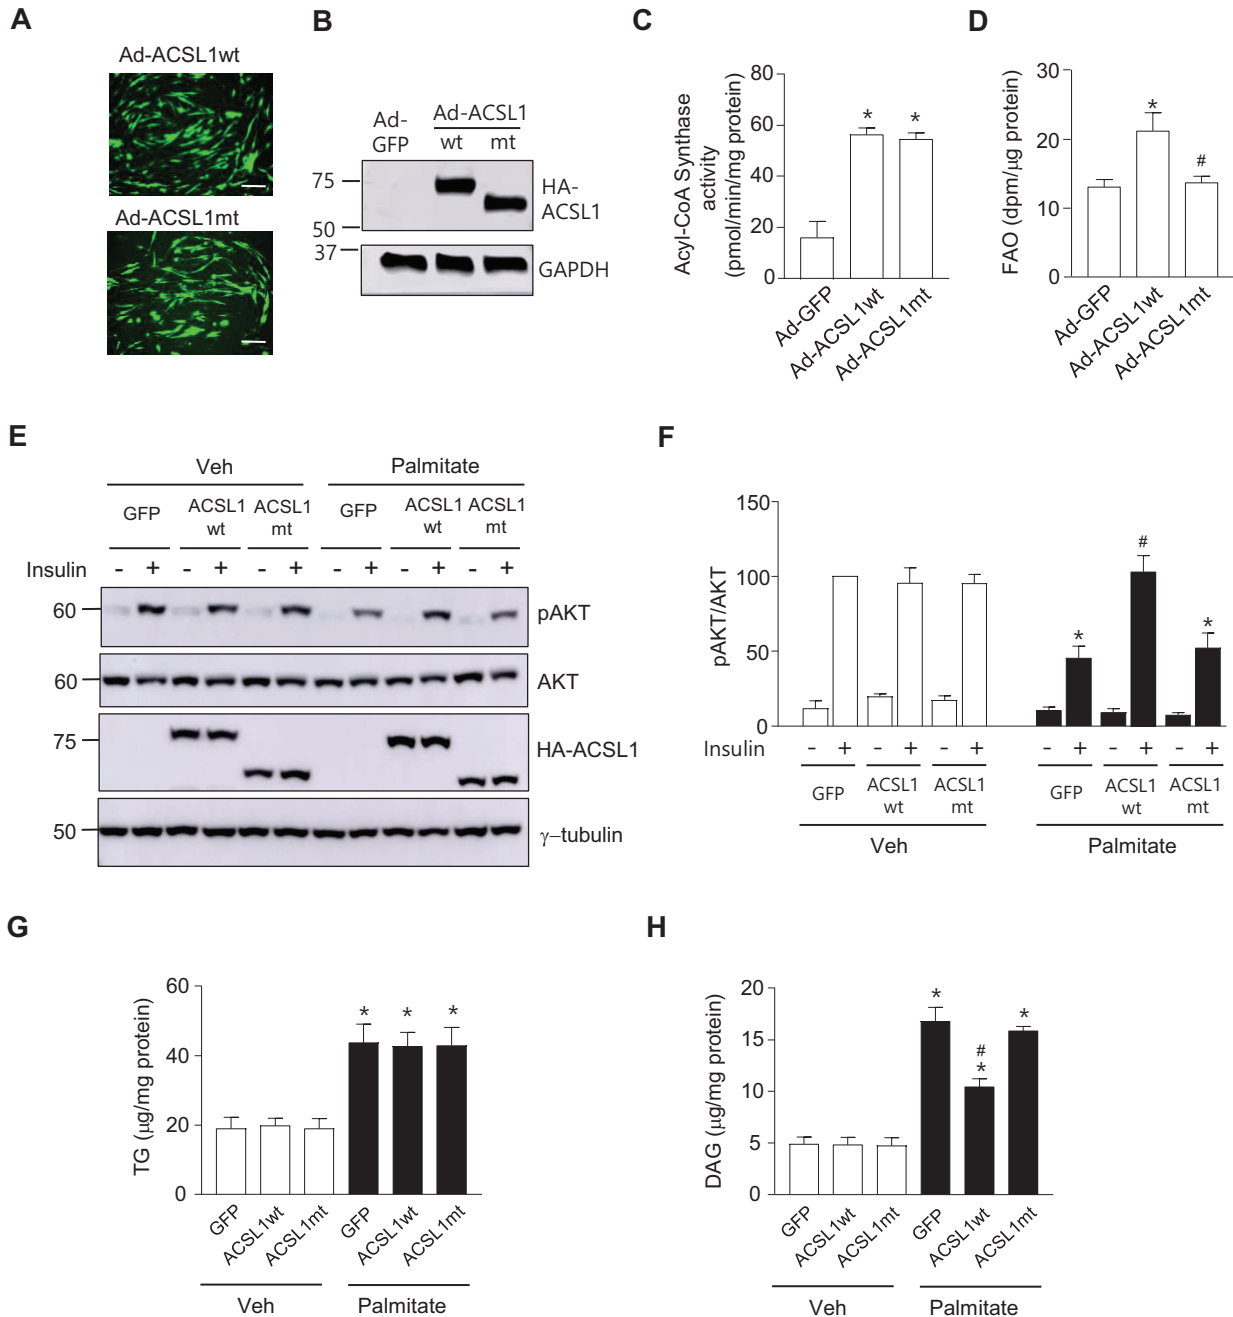 A
Ad-ACSL1wt
Ad-ACSL1mt
B
Ad-GFP
Ad-ACSL1
wt mt
75
50
37
HA-ACSL1
GAPDH
C
Acyl-CoA Synthase activity
(pmol/min/mg protein)
80
60
40
20
0
* *
Ad-GFP
Ad-ACSL1wt
Ad-ACSL1mt
D
FAO (dpm/μg protein)
30
20
10
0
* #
Ad-GFP
Ad-ACSL1wt
Ad-ACSL1mt
E
Veh Palmitate
GFP ACSL1 wt ACSL1 mt GFP ACSL1 wt ACSL1 mt
Insulin - + - + - + - + - + - +
60 pAKT
60 AKT
75 HA-ACSL1
50 γ–tubulin
F
pAKT/AKT
150
100
50
0
* # *
Insulin - + - + - + - + - + - +
GFP ACSL1 wt ACSL1 mt GFP ACSL1 wt ACSL1 mt
Veh Palmitate
G
TG (μg/mg protein)
60
40
20
0
* * *
GFP ACSL1wt ACSL1mt GFP ACSL1wt ACSL1mt
Veh Palmitate
H
DAG (μg/mg protein)
20
15
10
5
0
* # * *
GFP ACSL1wt ACSL1mt GFP ACSL1wt ACSL1mt
Veh Palmitate